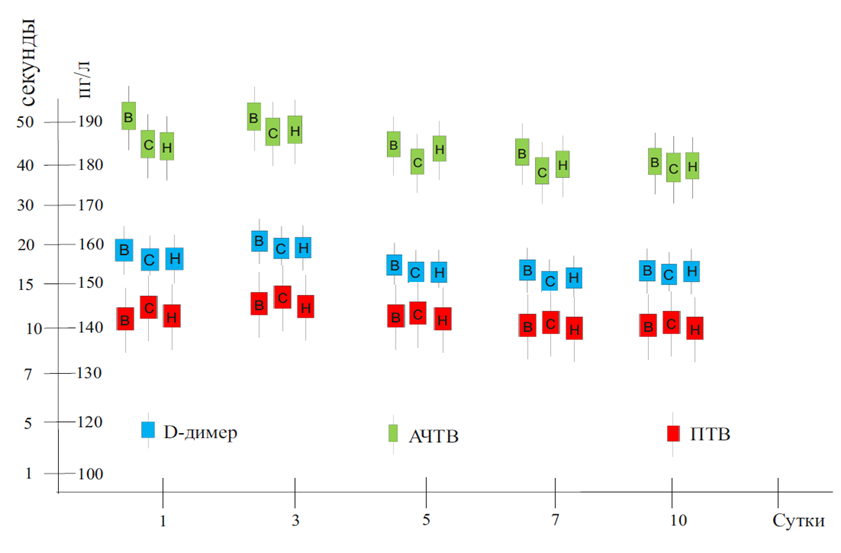 секунды
пг/л
50 190
40 180
30 170
20 160
15 150
10 140
7 130
5 120
1 100
В С Н В С Н В С Н В С Н В С Н
В С Н В С Н В С Н В С Н В С Н
В С Н В С Н В С Н В С Н В С Н
D-димер АЧТВ ПТВ
1 3 5 7 10 Сутки